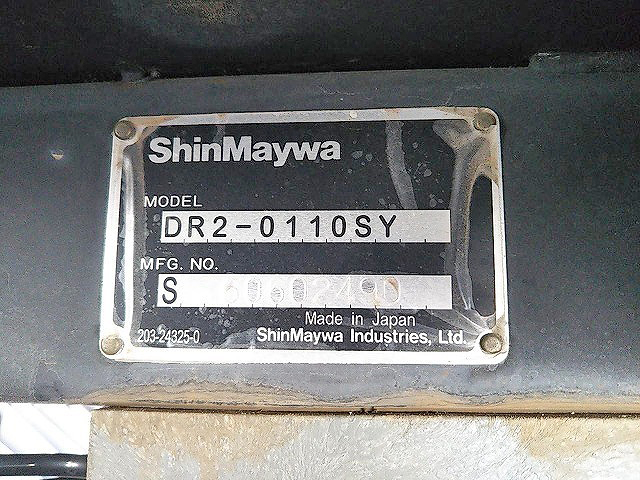 ShinMaywa
MODEL
DR2-0110SY
MFG. NO.
S
Made in Japan
203-24325-0
ShinMaywa Industries, Ltd.